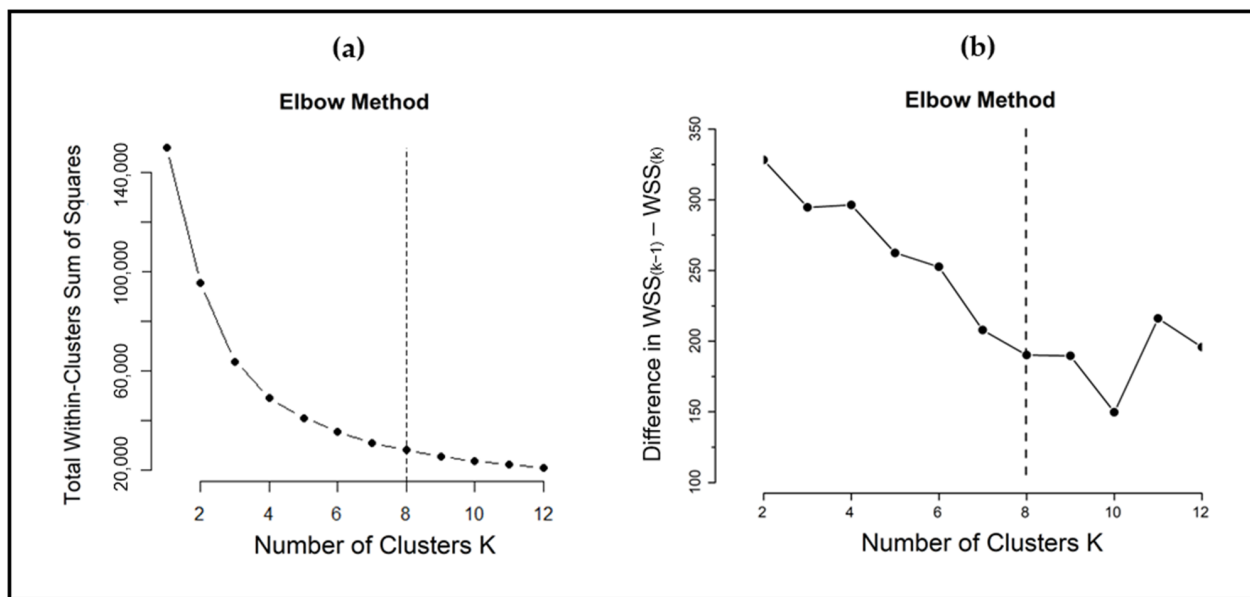 (a)
Elbow Method
Total Within-Clusters Sum of Squares
140,000
100,000
60,000
20,000
2 4 6 8 10 12
Number of Clusters K
(b)
Elbow Method
Difference in WSS(k−1) − WSS(k)
350
300
250
200
150
100
2 4 6 8 10 12
Number of Clusters K